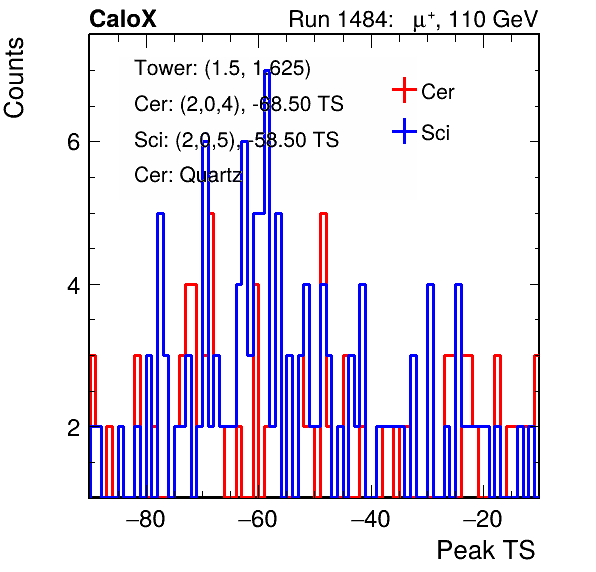 CaloX Run 1484: μ⁺, 110 GeV
Counts
Tower: (1.5, 1.625)
Cer: (2,0,4), -68.50 TS
Sci: (2,0,5), -58.50 TS
Cer: Quartz
Cer
Sci
6
4
2
−80 −60 −40 −20
Peak TS